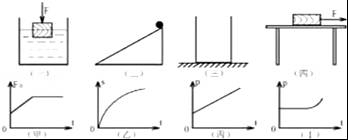 F
F
(一) (二) (三) (四)
F s p p
0 t 0 t 0 t 0 t
(甲) (乙) (丙) (丁)